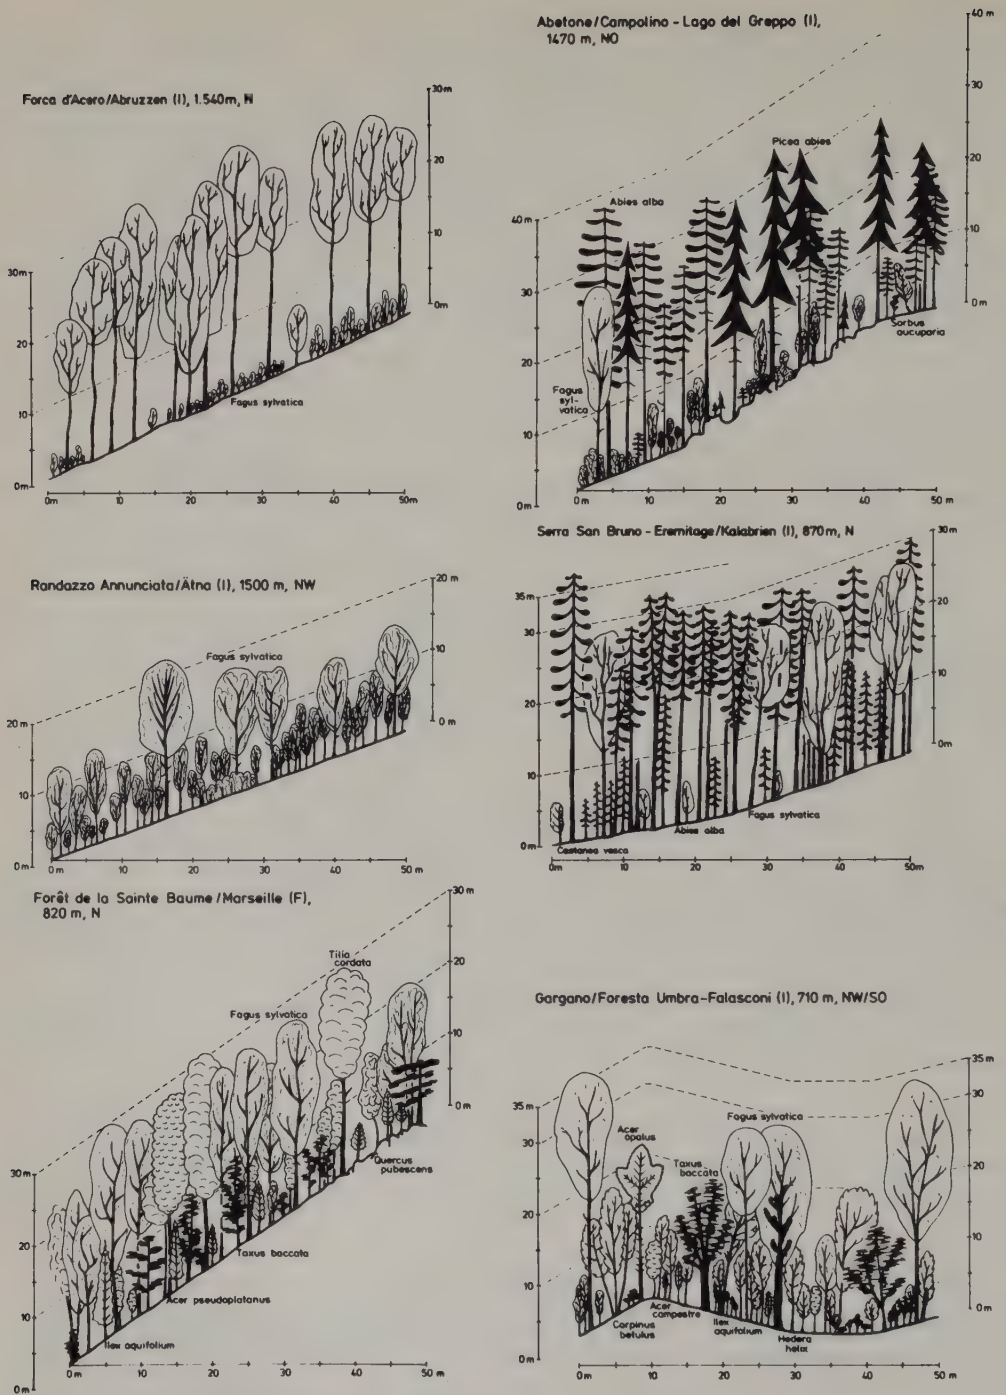 Forca d'Acero/Abruzzen (I), 1.540m, N
30m
20
10
0m
30m
20
10
0m
Fagus sylvatica
0m 10 20 30 40 50m
Abetone/Campolino - Lago del Greppo (I),
1470 m, NO
40m
30
20
10
0m
Picea abies
Abies alba
40m
30
20
10
0m
Fagus
syl-
vatica
Sorbus
aucuparia
0m 10 20 30 40 50 m
Randazzo Annunciata/Ätna (I), 1500 m, NW
20 m
10
0 m
Fagus sylvatica
20 m
10
0m
0m 10 20 30 40 50m
Serra San Bruno - Eremitage/Kalabrien (I), 870m, N
30m
20
10
0m
35m
30
20
10
0m
Castanea vesca
Abies alba
Fagus sylvatica
0m 10 20 30 40 50m
Forêt de la Sainte Baume/Marseille (F),
820 m, N
30m
20
10
0m
Tilia
cordata
Fagus sylvatica
30m
20
10
0m
Quercus
pubescens
Taxus baccata
Acer pseudoplatanus
Ilex aquifolium
0m 10 20 30 40 50 m
Gargano/Foresta Umbra-Falasconi (I), 710 m, NW/SO
35m
30
20
10
0m
Fagus sylvatica
Acer
opalus
Taxus
baccata
35m
30
20
10
0m
Carpinus
betulus
Acer
campestre
Ilex
aquifolium
Hedera
helix
0m 10 20 30 40 50m